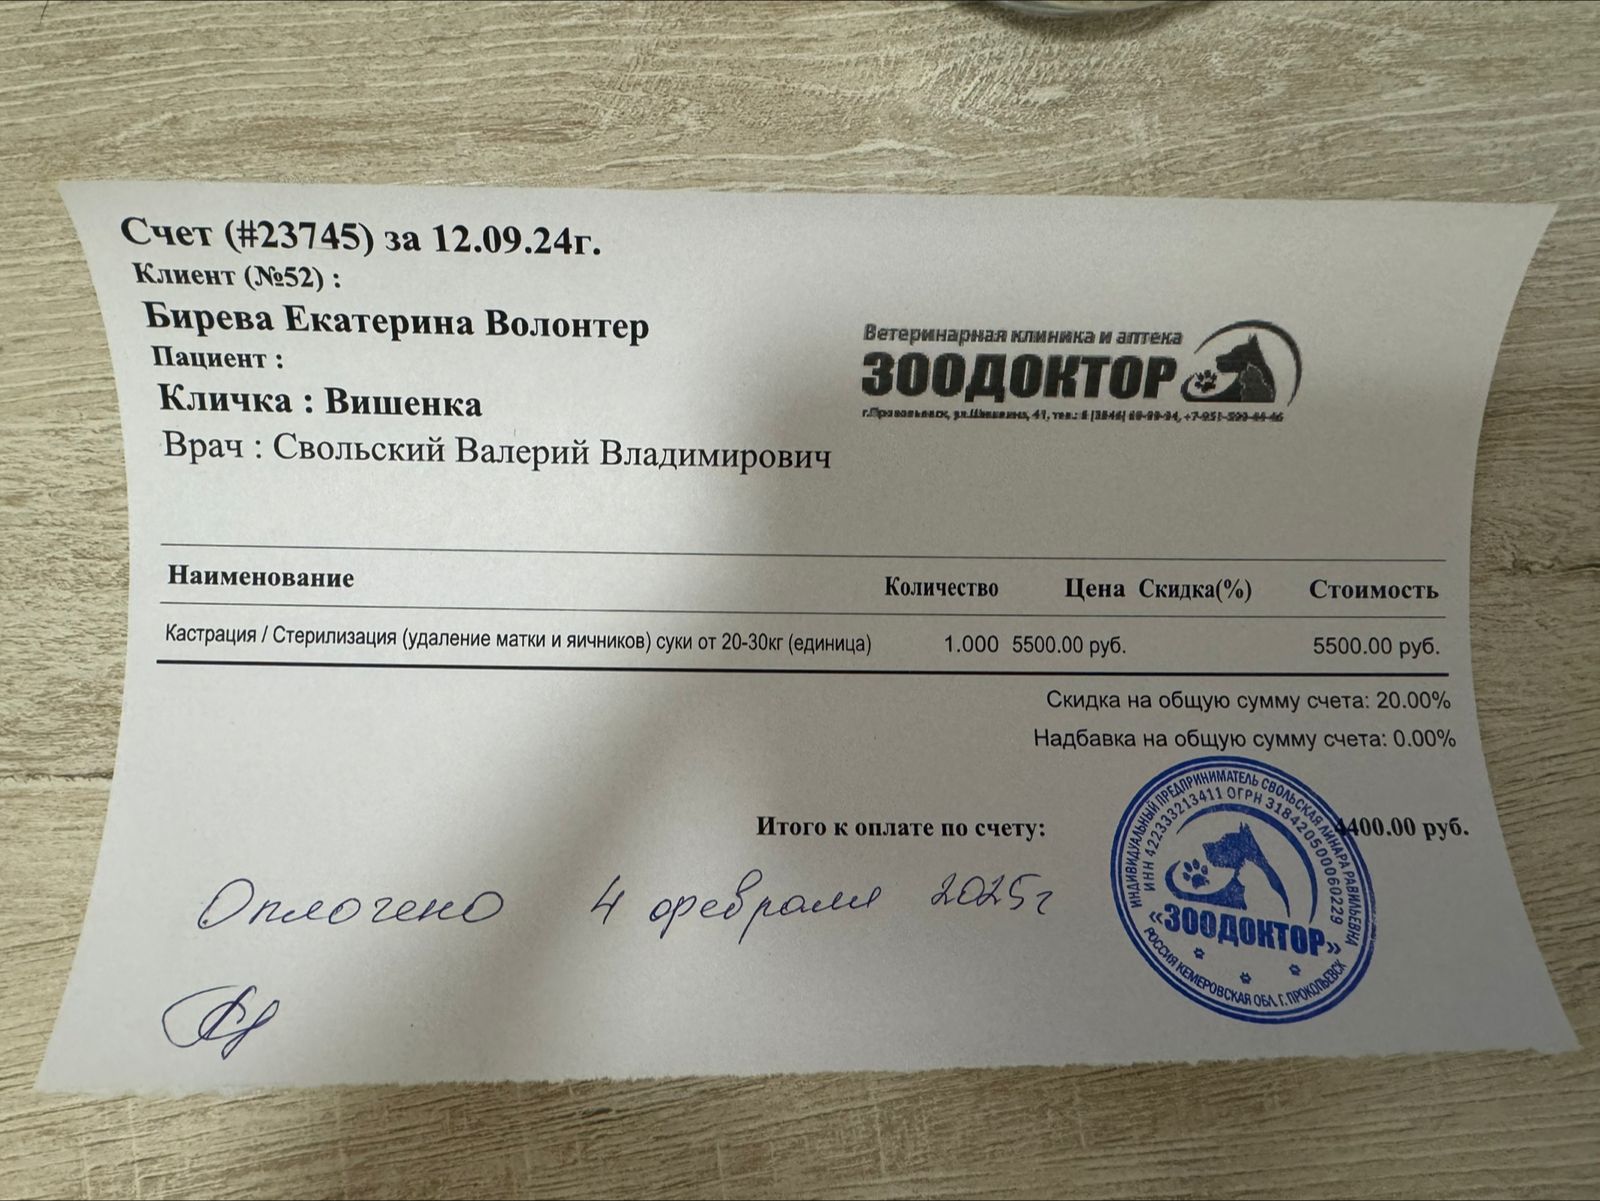 Счет (#23745) за 12.09.24г.
Клиент (№52) :
Бирева Екатерина Волонтер
Пациент :
Кличка : Вишенка
Врач : Свольский Валерий Владимирович
Ветеринарная клиника и аптека
ЗООДОКТОР
Наименование Количество Цена Скидка(%) Стоимость
Кастрация / Стерилизация (удаление матки и яичников) суки от 20-30кг (единица) 1.000 5500.00 руб. 5500.00 руб.
Скидка на общую сумму счета: 20.00%
Надбавка на общую сумму счета: 0.00%
Итого к оплате по счету: 4400.00 руб.
Оплочено 4 февраля 2025г
ИНДИВИДУАЛЬНЫЙ ПРЕДПРИНИМАТЕЛЬ СВОЛЬСКАЯ ЛИНАРА РАВИЛЬЕВНА
ИНН 422333213411 ОГРН 318420500060229
«ЗООДОКТОР»
РОССИЯ КЕМЕРОВСКАЯ ОБЛ. Г. ПРОКОПЬЕВСК